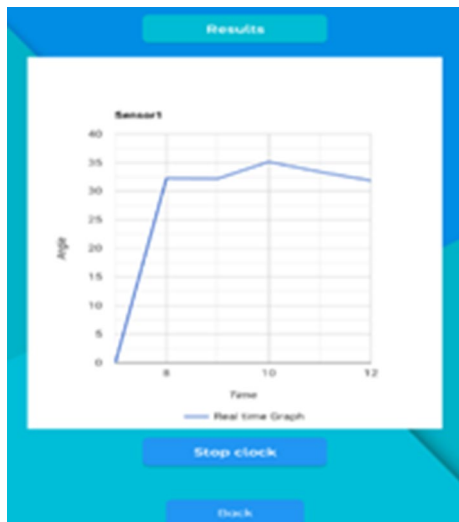 Results
Sensor1
40
35
30
25
20
15
10
5
0
Angle
8 10 12
Time
Real time Graph
Stop clock
Back